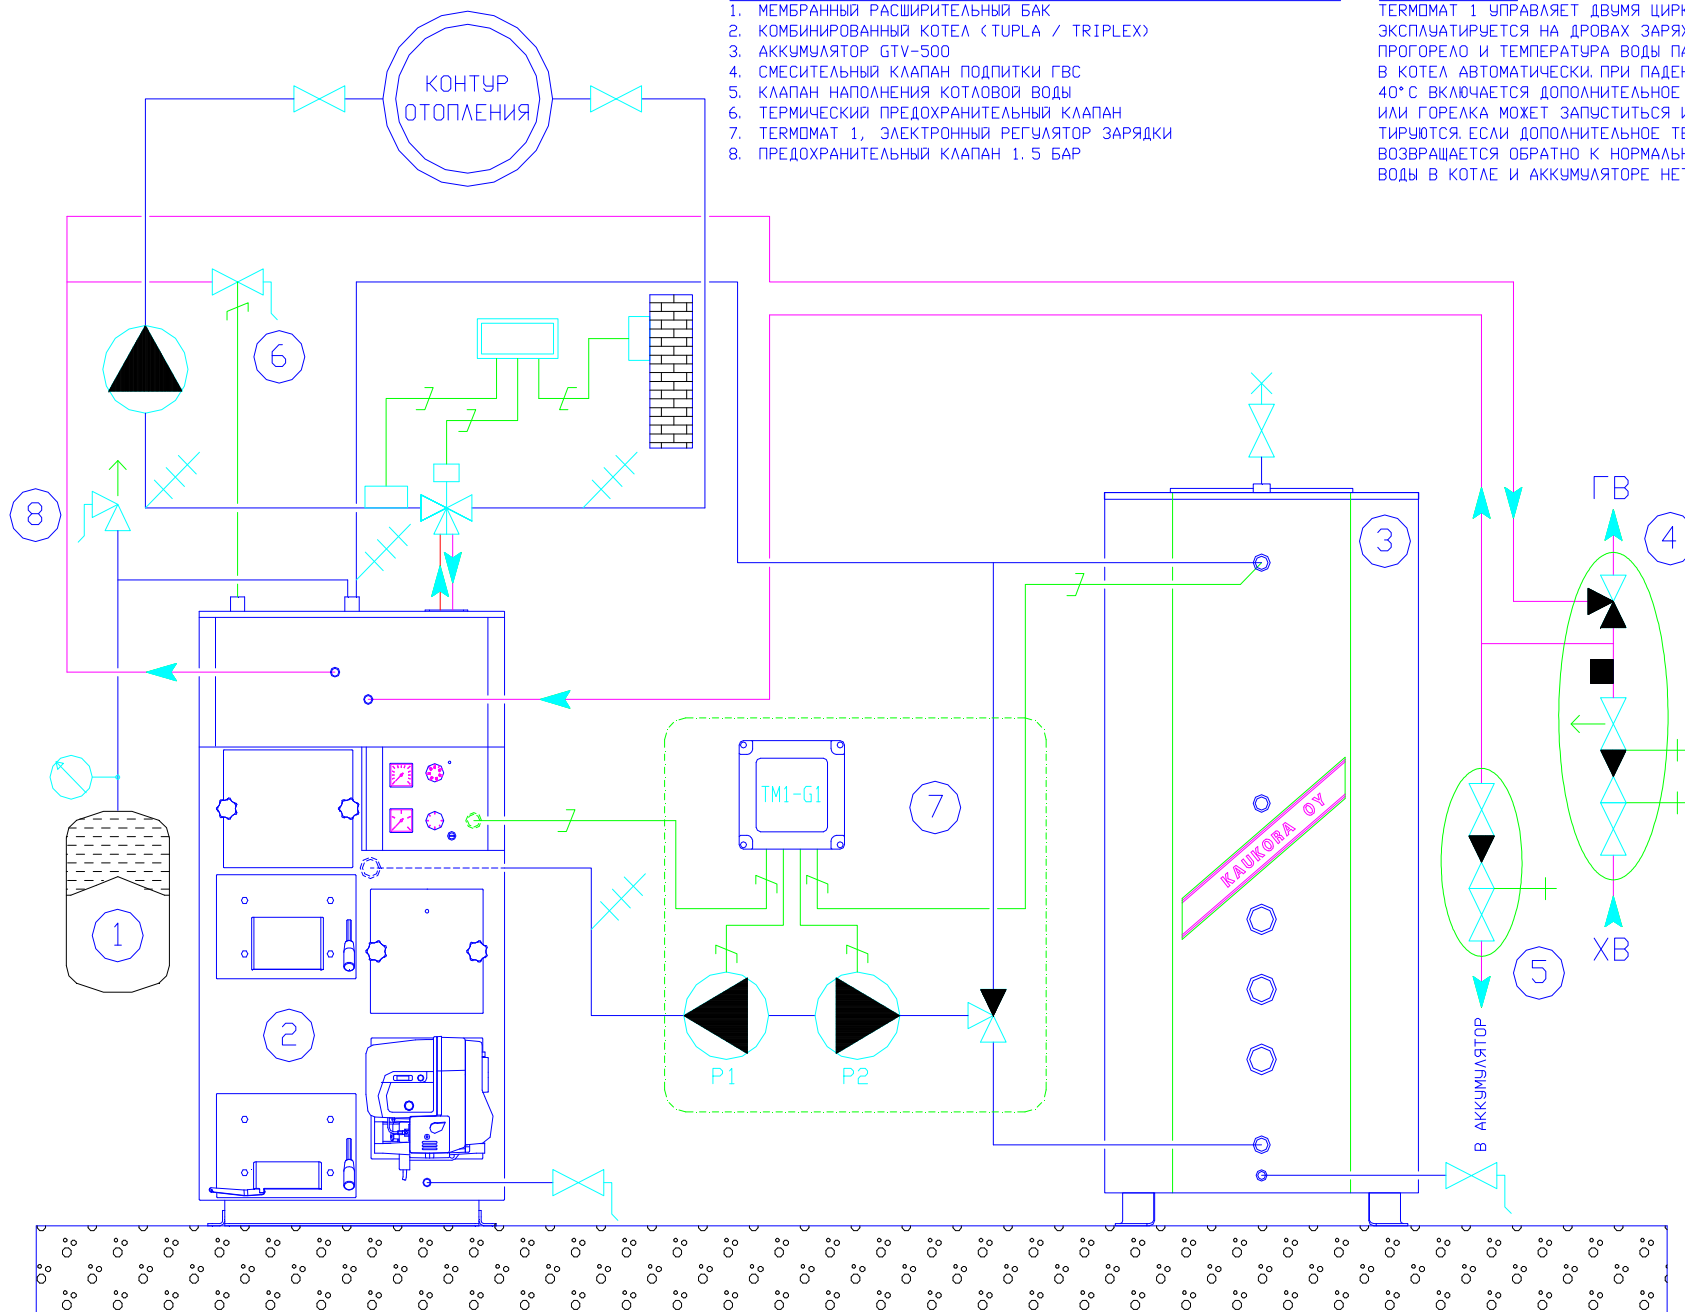 1. МЕМБРАННЫЙ РАСШИРИТЕЛЬНЫЙ БАК
2. КОМБИНИРОВАННЫЙ КОТЕЛ (TUPLA / TRIPLEX)
3. АККУМУЛЯТОР GTV-500
4. СМЕСИТЕЛЬНЫЙ КЛАПАН ПОДПИТКИ ГВС
5. КЛАПАН НАПОЛНЕНИЯ КОТЛОВОЙ ВОДЫ
6. ТЕРМИЧЕСКИЙ ПРЕДОХРАНИТЕЛЬНЫЙ КЛАПАН
7. TERMOMAT 1, ЭЛЕКТРОННЫЙ РЕГУЛЯТОР ЗАРЯДКИ
8. ПРЕДОХРАНИТЕЛЬНЫЙ КЛАПАН 1.5 БАР
TERMOMAT 1 УПРАВЛЯЕТ ДВУМЯ
ЭКСПЛУАТИРУЕТСЯ НА ДРОВАХ
ПРОГОРЕЛО И ТЕМПЕРАТУРА ВОДЫ
В КОТЕЛ АВТОМАТИЧЕСКИ. ПРИ
40°С ВКЛЮЧАЕТСЯ ДОПОЛНИТЕЛЬНОЕ
ИЛИ ГОРЕЛКА МОЖЕТ ЗАПУСТИТЬСЯ
ТИРУЮТСЯ. ЕСЛИ ДОПОЛНИТЕЛЬНОЕ
ВОЗВРАЩАЕТСЯ ОБРАТНО К
ВОДЫ В КОТЛЕ И АККУМУЛЯТОРЕ НЕТ
КОНТУР
ОТОПЛЕНИЯ
6
8
3
ГВ
4
TM1-G1
7
KAUKORA OY
1
2
P1
P2
5
ХВ
В АККУМУЛЯТОР